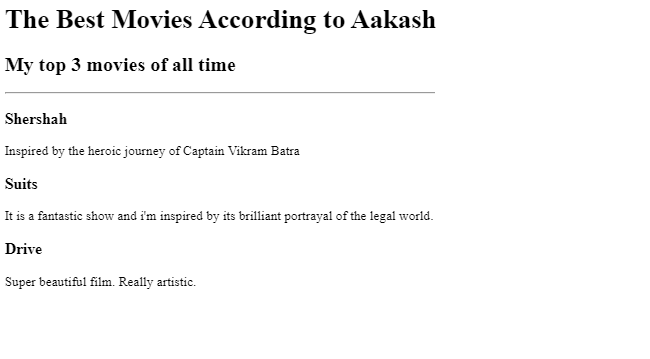 The Best Movies According to Aakash
My top 3 movies of all time
Shershah
Inspired by the heroic journey of Captain Vikram Batra
Suits
It is a fantastic show and i'm inspired by its brilliant portrayal of the legal world.
Drive
Super beautiful film. Really artistic.